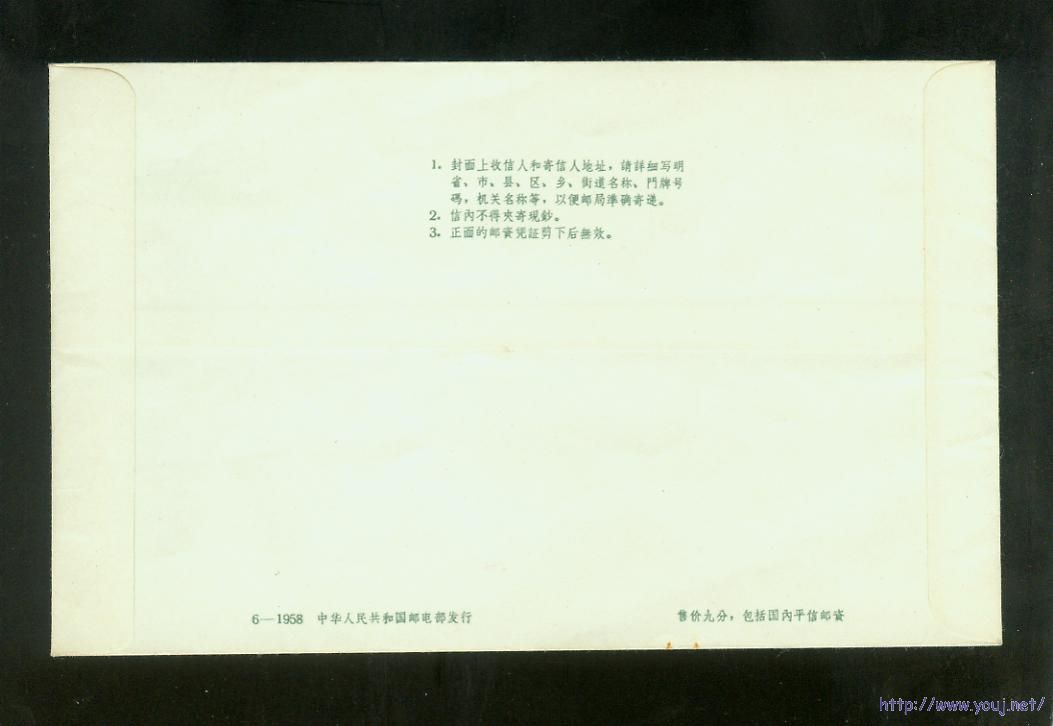 1. 封面上收信人和寄信人地址，請詳細写明
省、市、县、区、乡、街道名称、門牌号
碼，机关名称等，以便邮局準确寄递。
2. 信內不得夾寄現鈔。
3. 正面的邮資凭証剪下后無效。
6—1958 中华人民共和国邮电部发行
售价九分，包括国內平信邮資
http://www.youj.net/